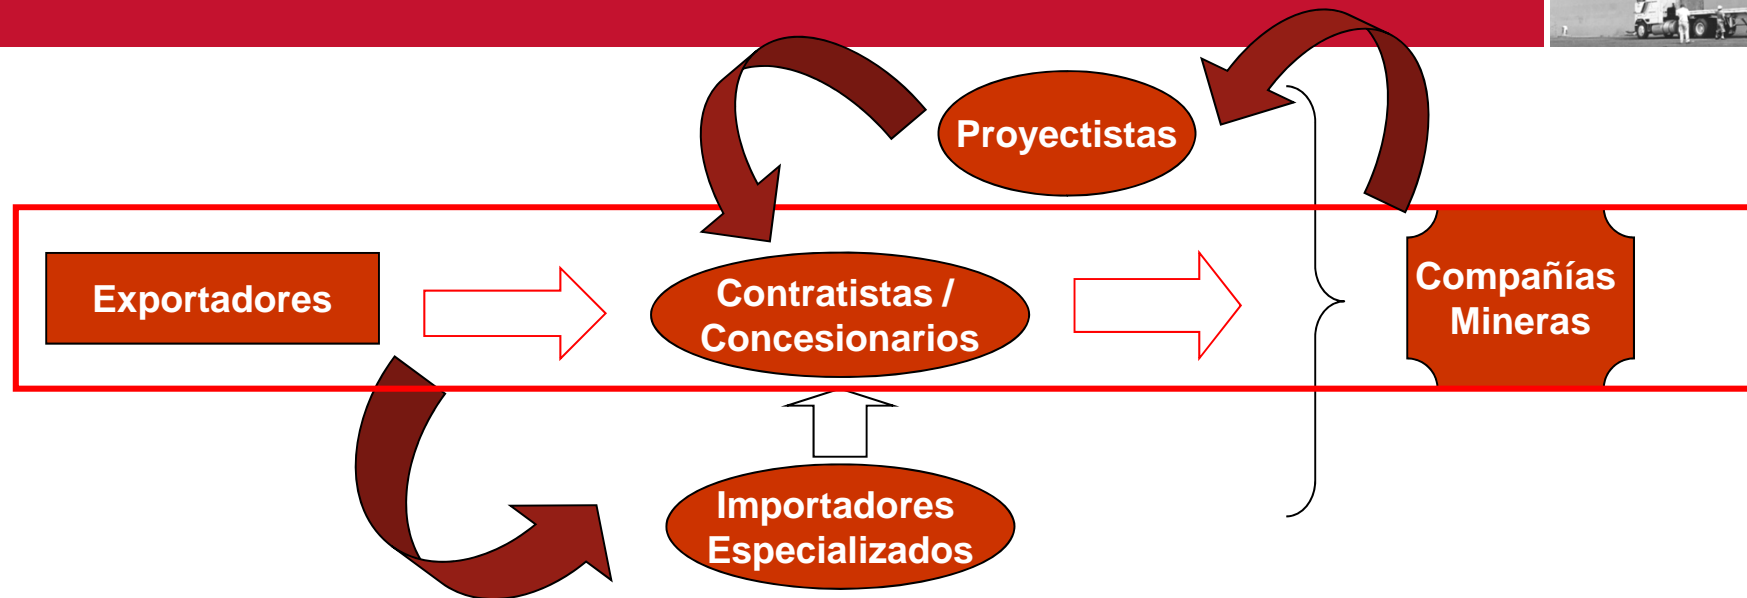 Proyectistas
Exportadores
Contratistas /
Concesionarios
Compañías
Mineras
Importadores
Especializados